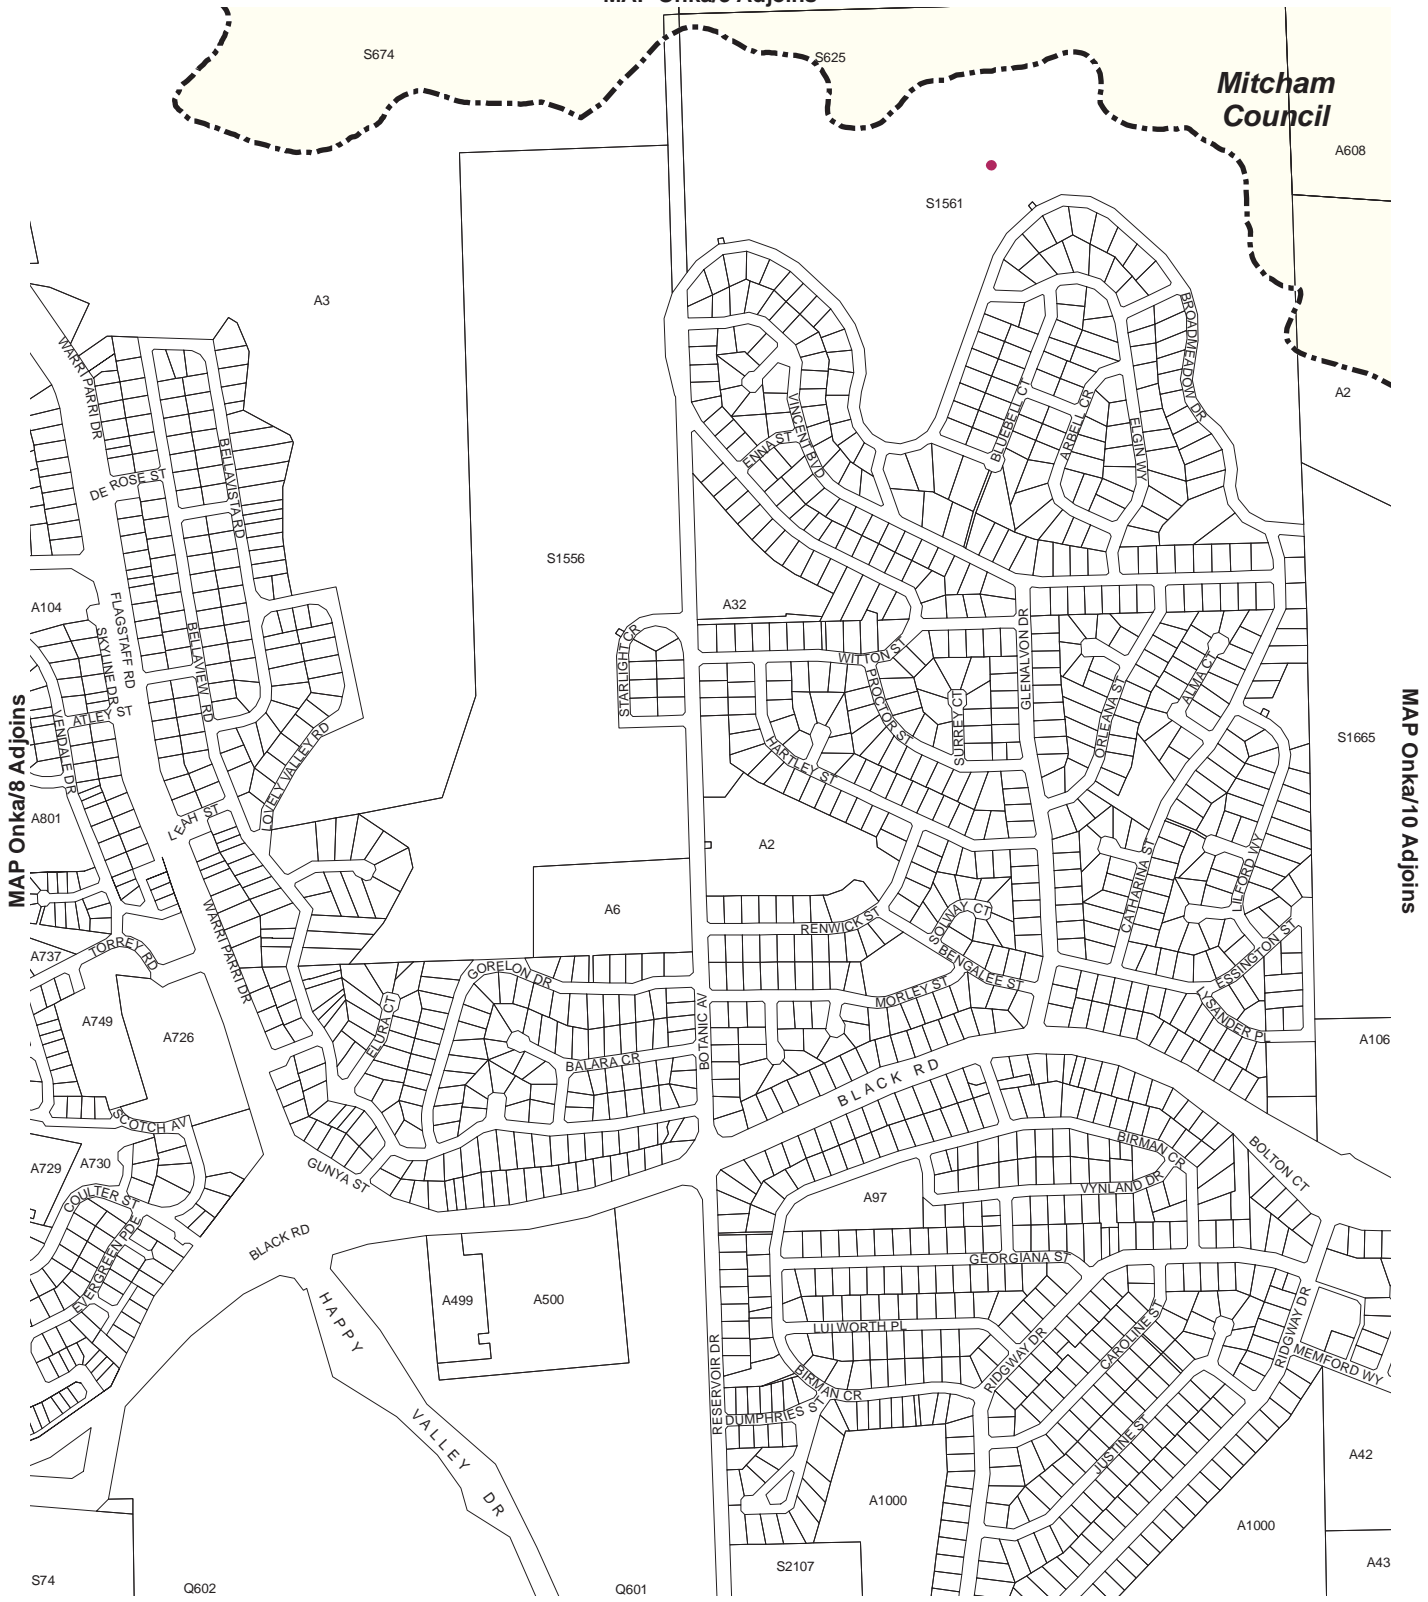 S674
S625
Mitcham
Council
A608
S1561
A3
A2
WARRI PARRI DR
BROADMEADOW DR
BLUEBELL CT
ARBELL CR
ELGIN WY
VINCENT BVD
ENNA ST
BELLAVISTA RD
DE ROSE ST
S1556
A104
A32
FLAGSTAFF RD
SKYLINE DR
BELLAVIEW RD
STARLIGHT CR
WITTON ST
GLENALVON DR
PROCTOR ST
SURREY CT
ORLEANA ST
ALMA CT
MAP Onka/8 Adjoins
MAP Onka/10 Adjoins
ATLEY ST
YENDALE DR
LOVELY VALLEY RD
HARTLEY ST
S1665
A801
LEAH ST
A2
CATHARINA ST
LILFORD WY
A6
RENWICK ST
SOLWAY CT
BENGALEE ST
ESSINGTON ST
WARRI PARRI DR
A737
TORREY RD
GORELON DR
MORLEY ST
LYSANDER PL
A749
A726
ELURA CT
BOTANIC AV
A106
BALARA CR
BLACK RD
SCOTCH AV
BIRMAN CR
BOLTON CT
A729
A730
GUNYA ST
VYNLAND DR
COULTER ST
A97
EVERGREEN PDE
BLACK RD
GEORGIANA ST
A499
A500
HAPPY
VALLEY
DR
LULWORTH PL
RIDGWAY DR
CAROLINE ST
RIDGWAY DR
MEMFORD WY
RESERVOIR DR
BIRMAN CR
DUMPHRIES ST
JUSTINE ST
A42
A1000
A1000
A43
S74
Q602
Q601
S2107